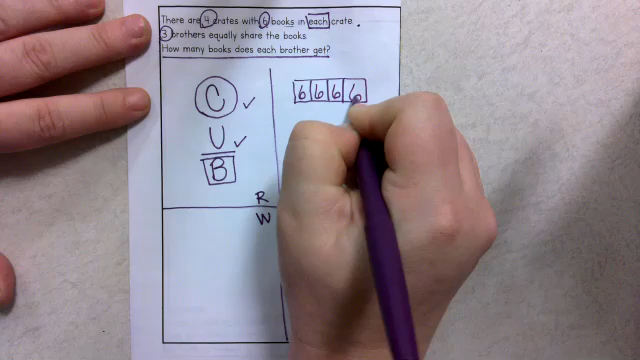 There are 4 crates with 6 books in each crate.
3 brothers equally share the books
How many books does each brother get?
C ✓
6 6 6 6
U ✓
B
R
W